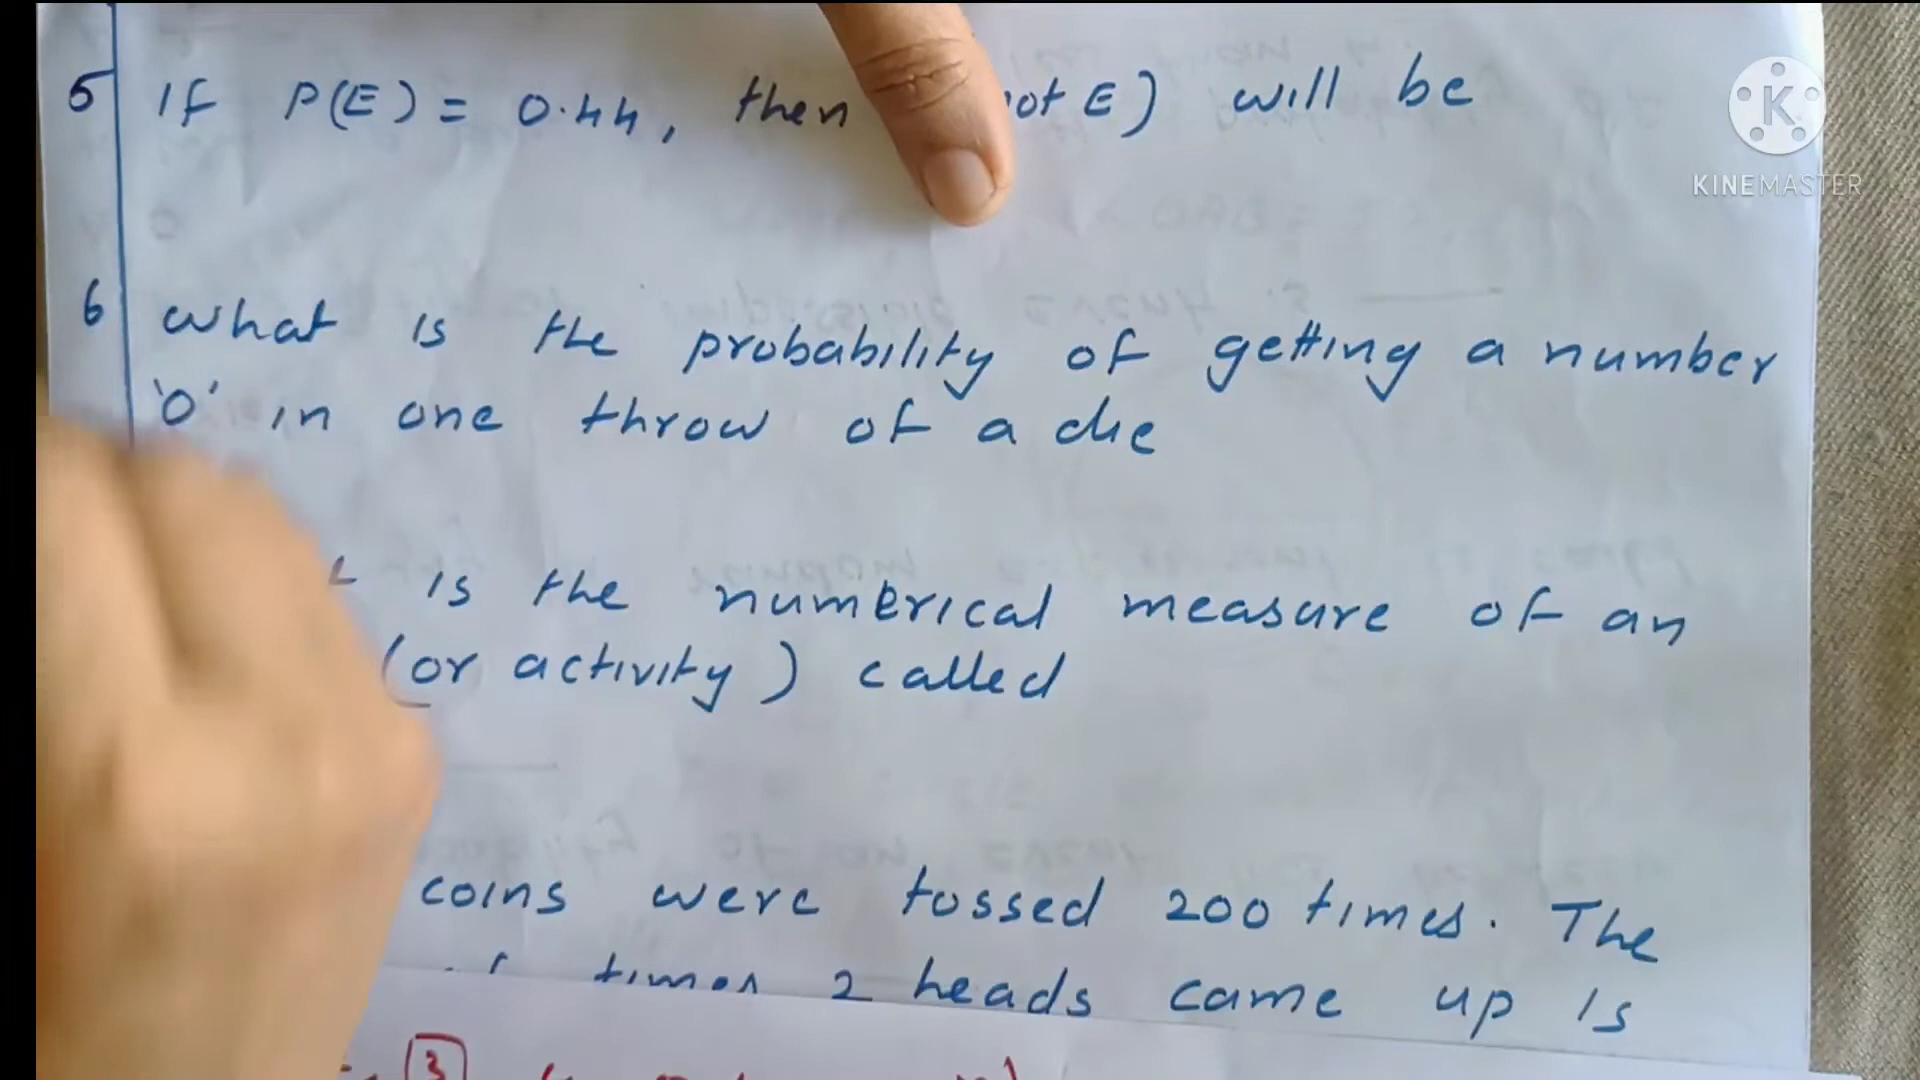 5 If P(E) = 0.44, then ot E) will be
KINEMASTER
6 What is the probability of getting a number
'0' in one throw of a die
is the numerical measure of an
(or activity) called
coins were tossed 200 times. The
times 2 heads came up is
3